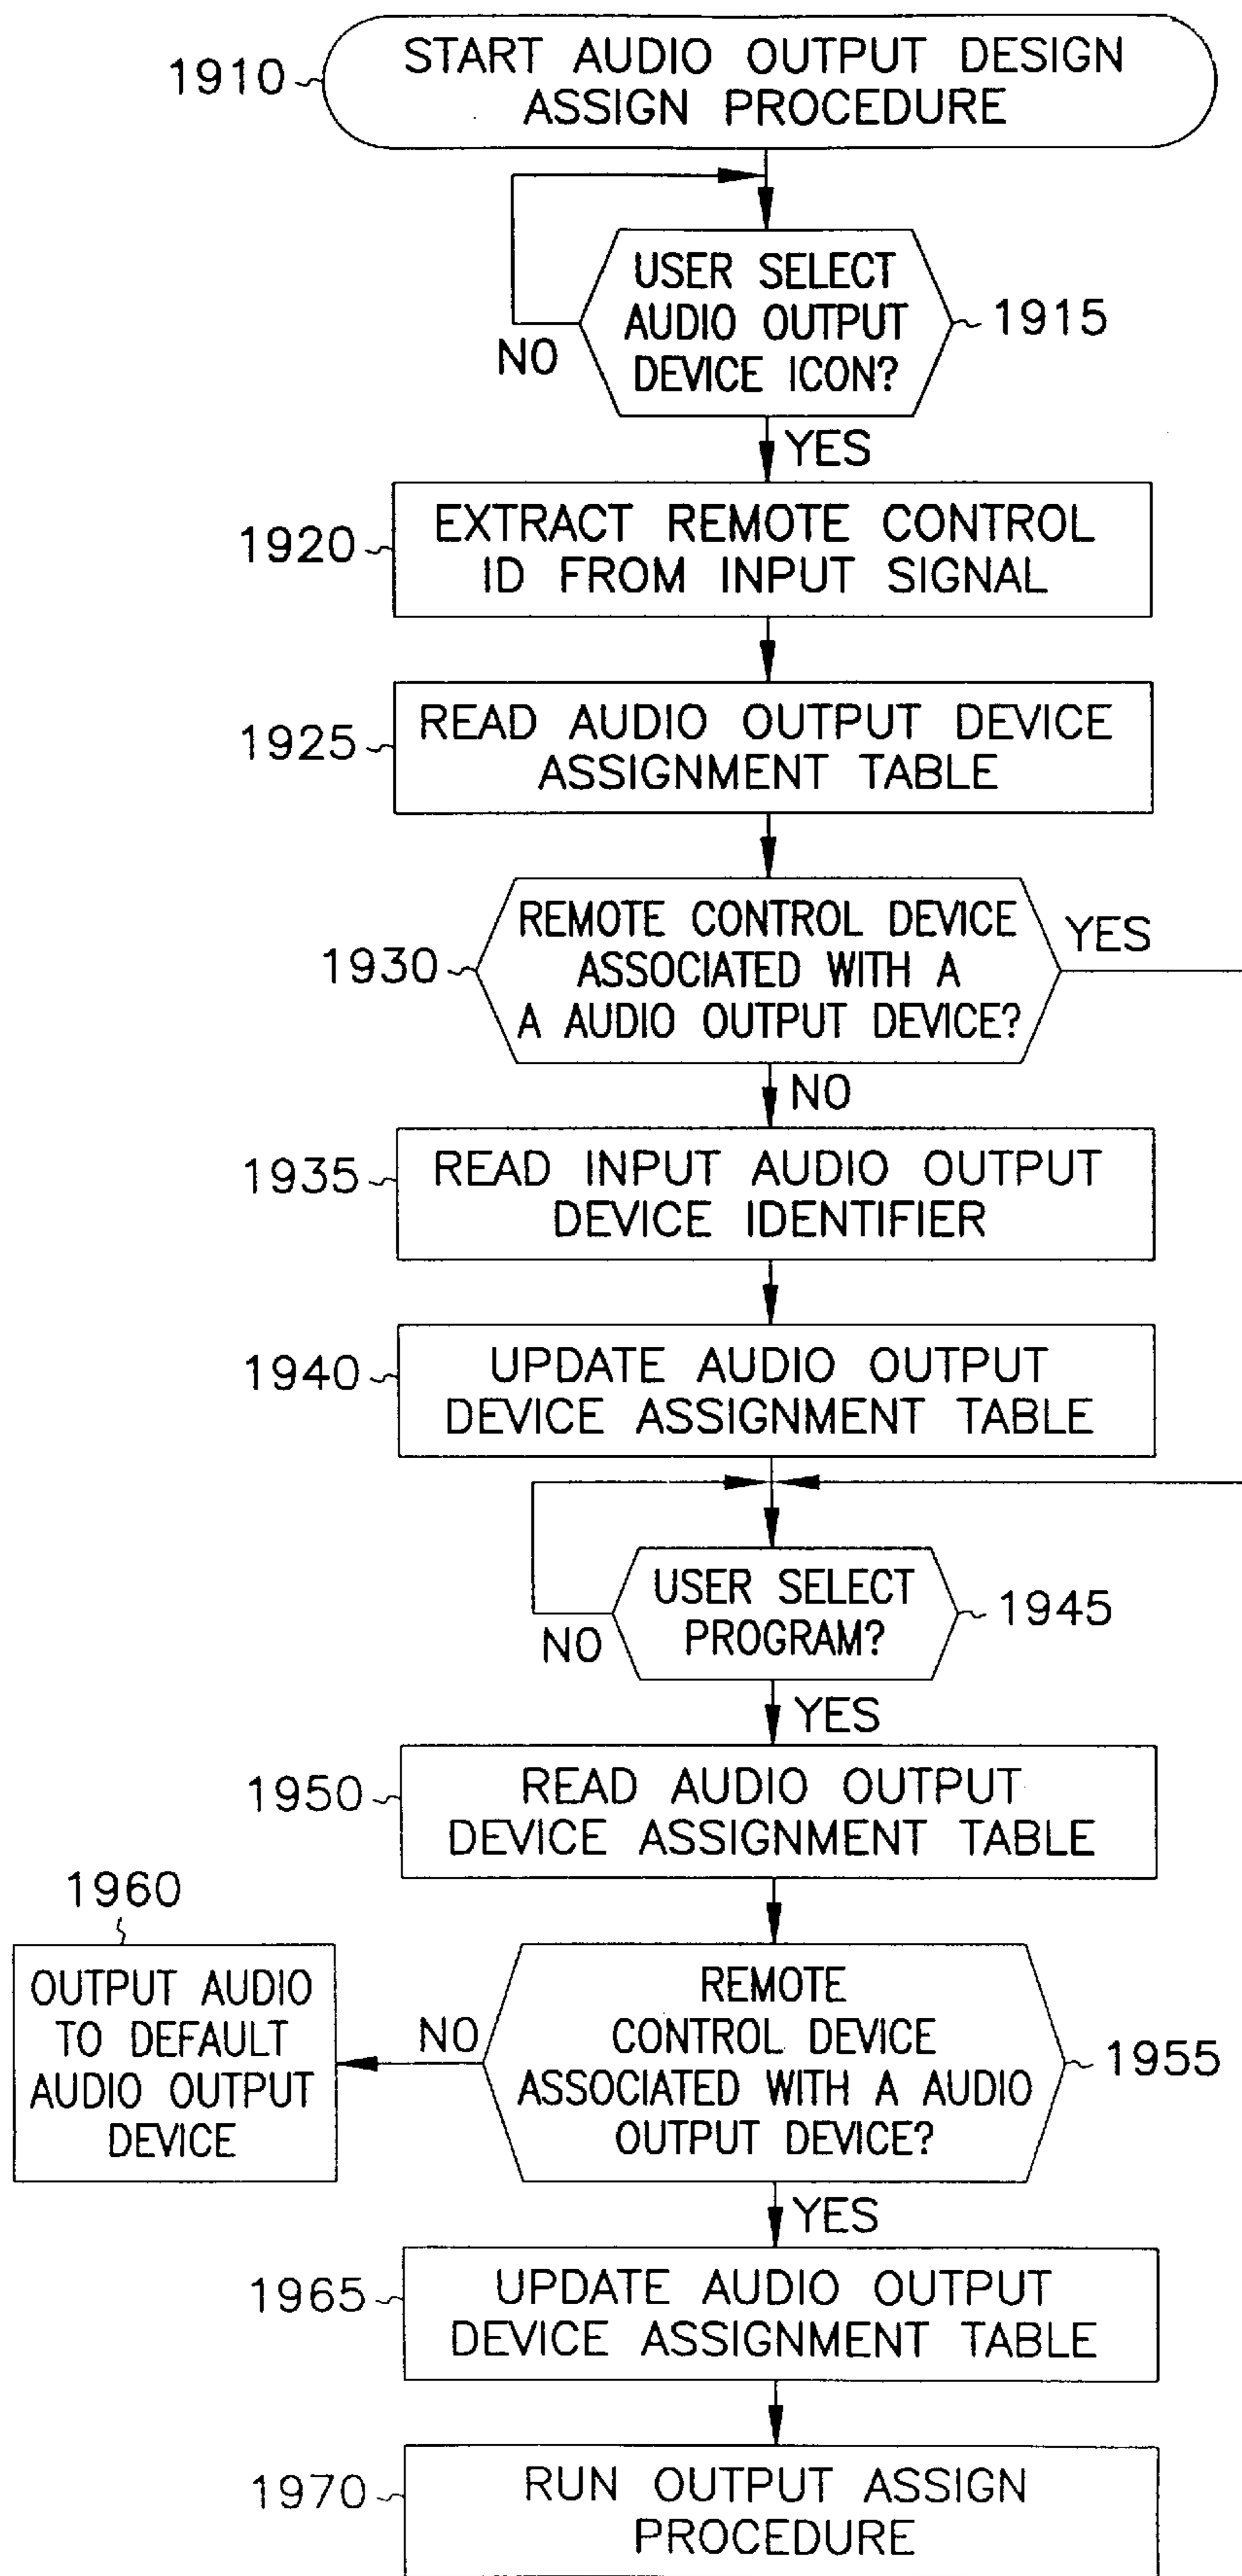 1910
START AUDIO OUTPUT DESIGN
ASSIGN PROCEDURE
USER SELECT
AUDIO OUTPUT
DEVICE ICON?
1915
NO
YES
1920
EXTRACT REMOTE CONTROL
ID FROM INPUT SIGNAL
1925
READ AUDIO OUTPUT DEVICE
ASSIGNMENT TABLE
1930
REMOTE CONTROL DEVICE
ASSOCIATED WITH A
A AUDIO OUTPUT DEVICE?
YES
NO
1935
READ INPUT AUDIO OUTPUT
DEVICE IDENTIFIER
1940
UPDATE AUDIO OUTPUT
DEVICE ASSIGNMENT TABLE
USER SELECT
PROGRAM?
1945
NO
YES
1950
READ AUDIO OUTPUT
DEVICE ASSIGNMENT TABLE
1960
OUTPUT AUDIO
TO DEFAULT
AUDIO OUTPUT
DEVICE
NO
REMOTE
CONTROL DEVICE
ASSOCIATED WITH A AUDIO
OUTPUT DEVICE?
1955
YES
1965
UPDATE AUDIO OUTPUT
DEVICE ASSIGNMENT TABLE
1970
RUN OUTPUT ASSIGN
PROCEDURE